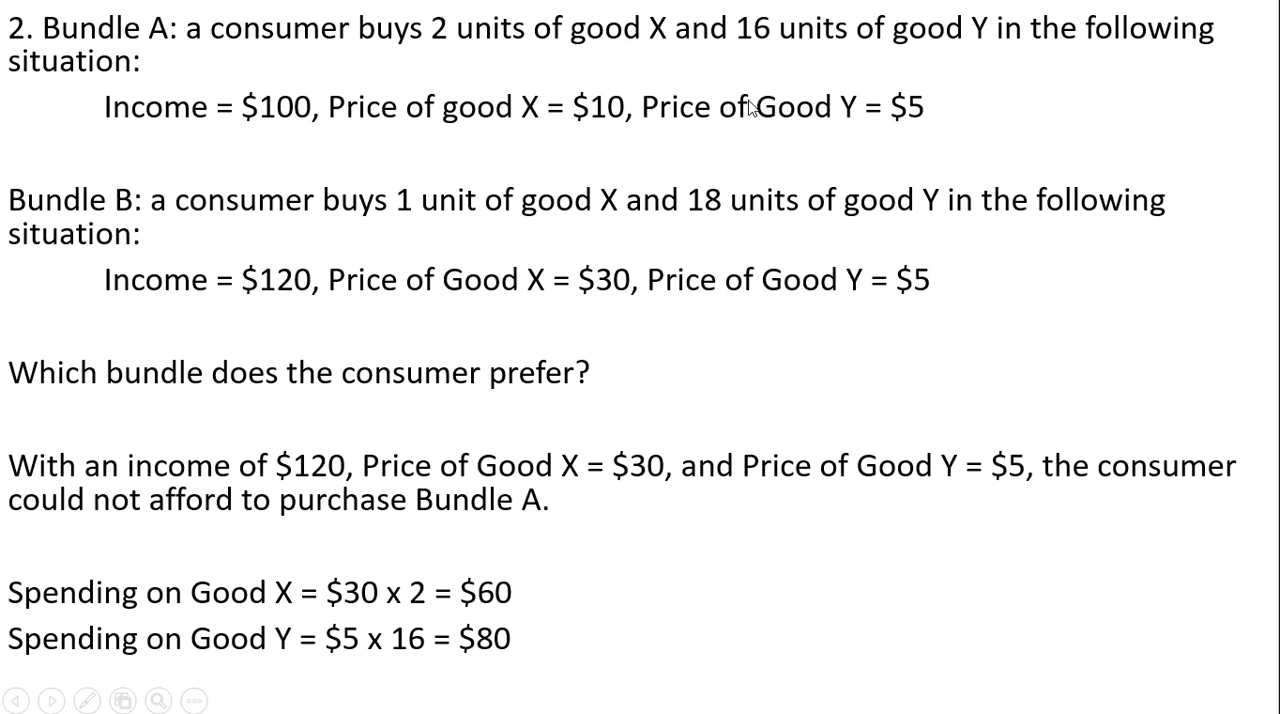 2. Bundle A: a consumer buys 2 units of good X and 16 units of good Y in the following
situation:
Income = $100, Price of good X = $10, Price of Good Y = $5
Bundle B: a consumer buys 1 unit of good X and 18 units of good Y in the following
situation:
Income = $120, Price of Good X = $30, Price of Good Y = $5
Which bundle does the consumer prefer?
With an income of $120, Price of Good X = $30, and Price of Good Y = $5, the consumer
could not afford to purchase Bundle A.
Spending on Good X = $30 x 2 = $60
Spending on Good Y = $5 x 16 = $80